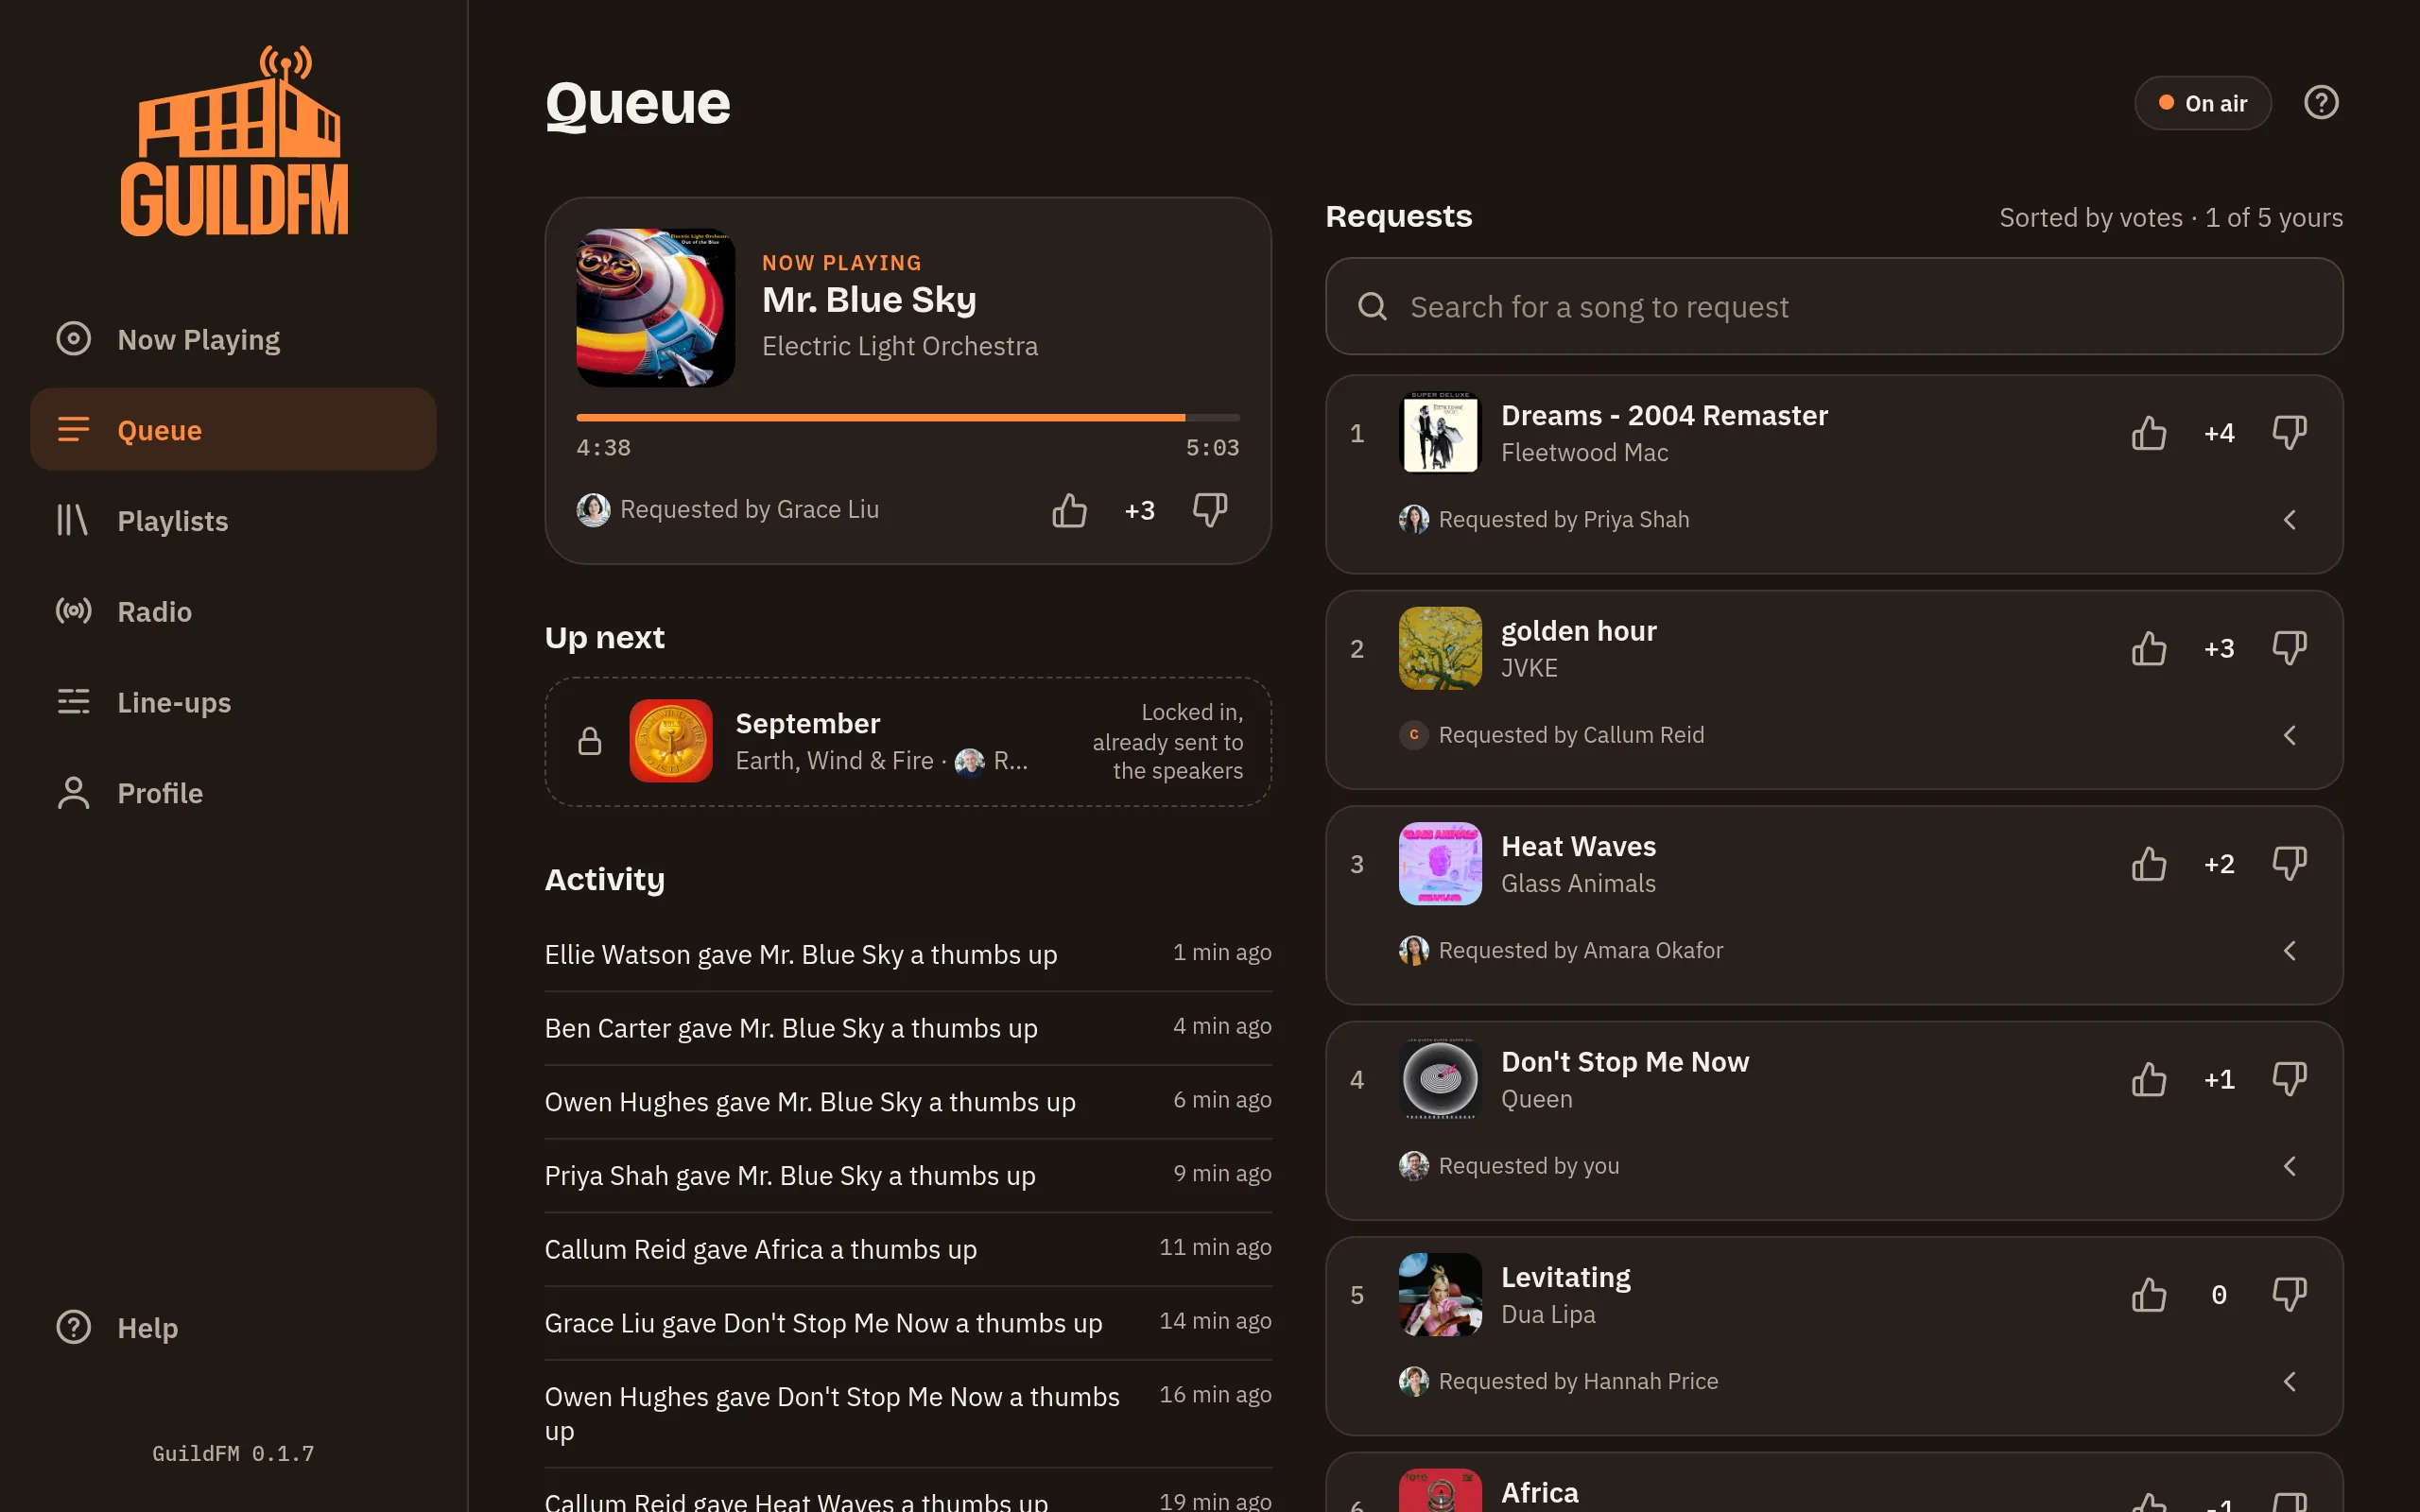 GUILDFM
Now Playing
Queue
Playlists
Radio
Line-ups
Profile
Help
GuildFM 0.1.7
Queue
On air
NOW PLAYING
Mr. Blue Sky
Electric Light Orchestra
4:38
5:03
Requested by Grace Liu
+3
Up next
September
Earth, Wind & Fire · R...
Locked in,
already sent to
the speakers
Activity
Ellie Watson gave Mr. Blue Sky a thumbs up
1 min ago
Ben Carter gave Mr. Blue Sky a thumbs up
4 min ago
Owen Hughes gave Mr. Blue Sky a thumbs up
6 min ago
Priya Shah gave Mr. Blue Sky a thumbs up
9 min ago
Callum Reid gave Africa a thumbs up
11 min ago
Grace Liu gave Don't Stop Me Now a thumbs up
14 min ago
Owen Hughes gave Don't Stop Me Now a thumbs
up
16 min ago
Callum Reid gave Heat Waves a thumbs up
19 min ago
Requests
Sorted by votes · 1 of 5 yours
Search for a song to request
1
SUPER DELUXE
Dreams - 2004 Remaster
Fleetwood Mac
+4
Requested by Priya Shah
2
golden hour
JVKE
+3
C
Requested by Callum Reid
3
GLASS ANIMALS
Heat Waves
Glass Animals
+2
Requested by Amara Okafor
4
Don't Stop Me Now
Queen
+1
Requested by you
5
Levitating
Dua Lipa
0
Requested by Hannah Price
6
TOTO
Africa
-1